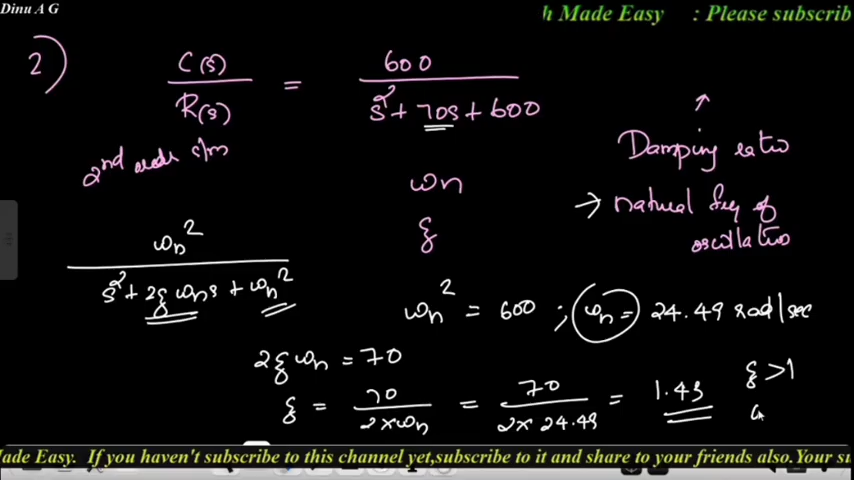 Dinu A G
h Made Easy : Please subscrib
2)
C(s) / R(s) = 600 / s² + 70s + 600
2nd order s/m
Damping ratio
ωn
→ natural freq of
oscillation
ξ
ωn² / s² + 2ξωns + ωn²
ωn² = 600 ; ωn = 24.49 rad/sec
2ξωn = 70
ξ = 70 / 2×ωn = 70 / 2×24.49 = 1.43
ξ > 1
Made Easy. If you haven't subscribe to this channel yet,subscribe to it and share to your friends also.Your su